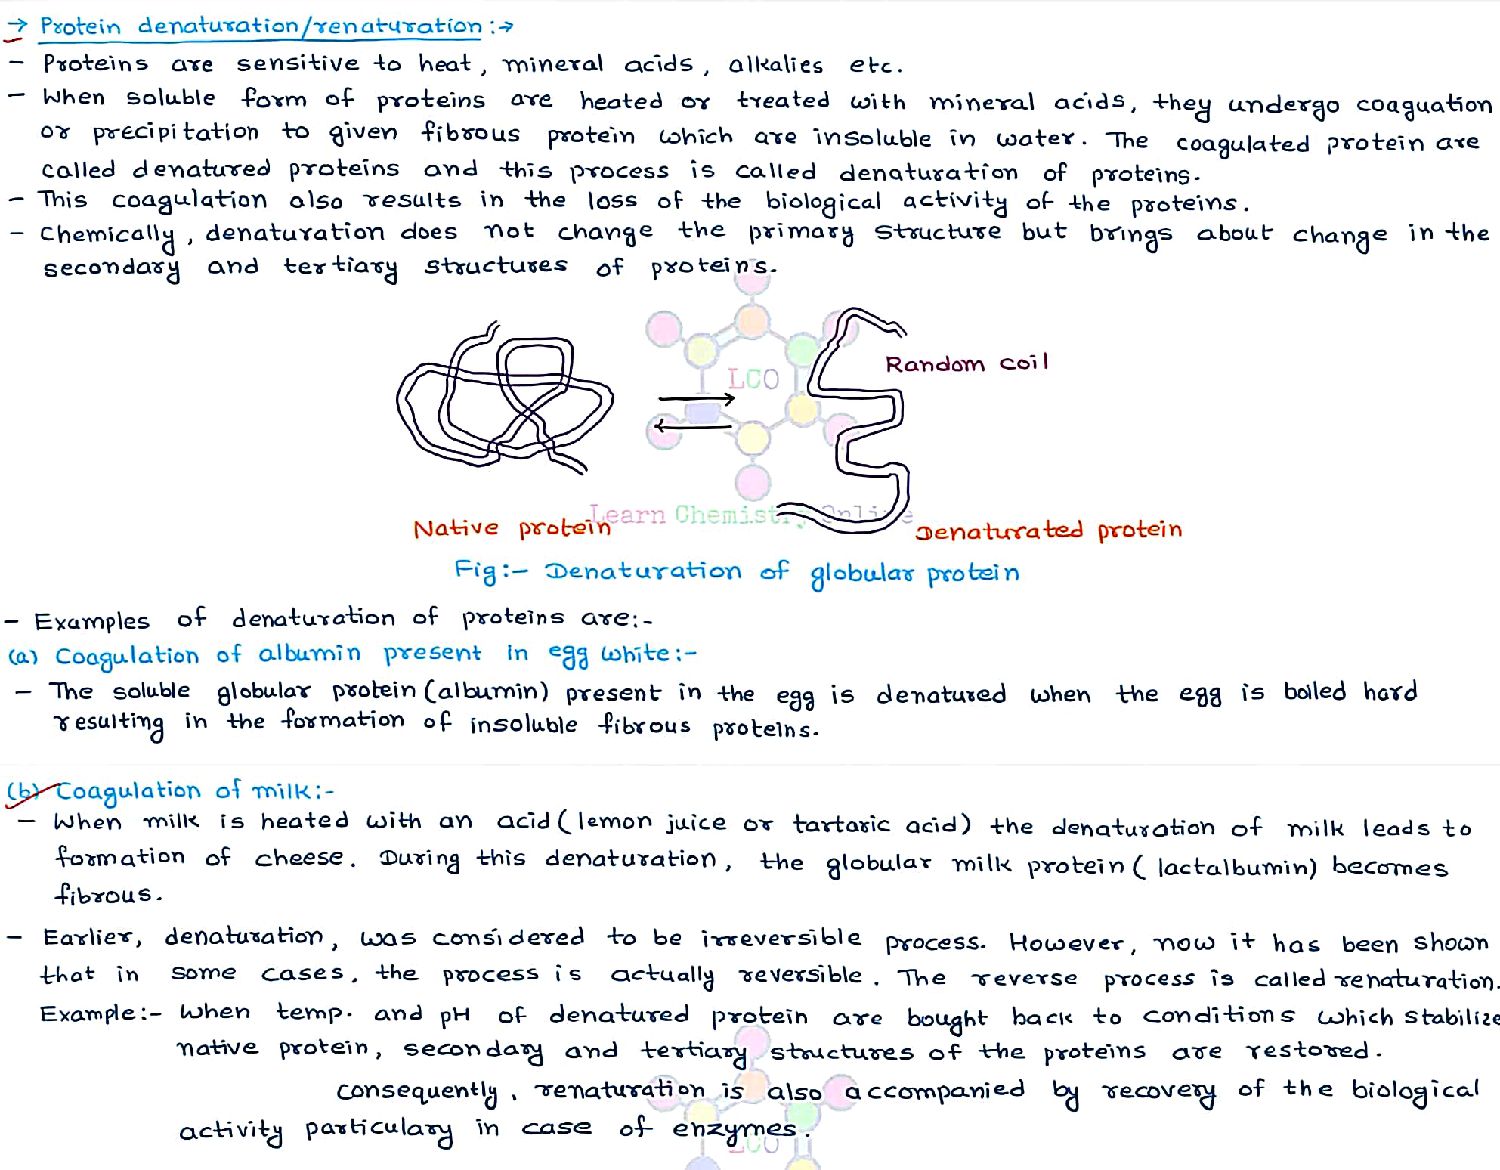 → Protein denaturation/renaturation:→
- Proteins are sensitive to heat, mineral acids, alkalies etc.
- When soluble form of proteins are heated or treated with mineral acids, they undergo coaguation
or precipitation to given fibrous protein which are insoluble in water. The coagulated protein are
called denatured proteins and this process is called denaturation of proteins.
- This coagulation also results in the loss of the biological activity of the proteins.
- Chemically, denaturation does not change the primary structure but brings about change in the
secondary and tertiary structures of proteins.
Random coil
LCO
Learn Chemistry Online
Native protein
Denaturated protein
Fig:- Denaturation of globular protein
- Examples of denaturation of proteins are:-
(a) Coagulation of albumin present in egg white:-
- The soluble globular protein (albumin) present in the egg is denatured when the egg is boiled hard
resulting in the formation of insoluble fibrous proteins.
(b) Coagulation of milk:-
- When milk is heated with an acid (lemon juice or tartaric acid) the denaturation of milk leads to
formation of cheese. During this denaturation, the globular milk protein ( lactalbumin) becomes
fibrous.
- Earlier, denaturation, was considered to be irreversible process. However, now it has been shown
that in some cases, the process is actually reversible. The reverse process is called renaturation.
Example:- When temp. and pH of denatured protein are bought back to conditions which stabilize
native protein, secondary and tertiary structures of the proteins are restored.
Consequently, renaturation is also accompanied by recovery of the biological
activity particulary in case of enzymes.
LCO